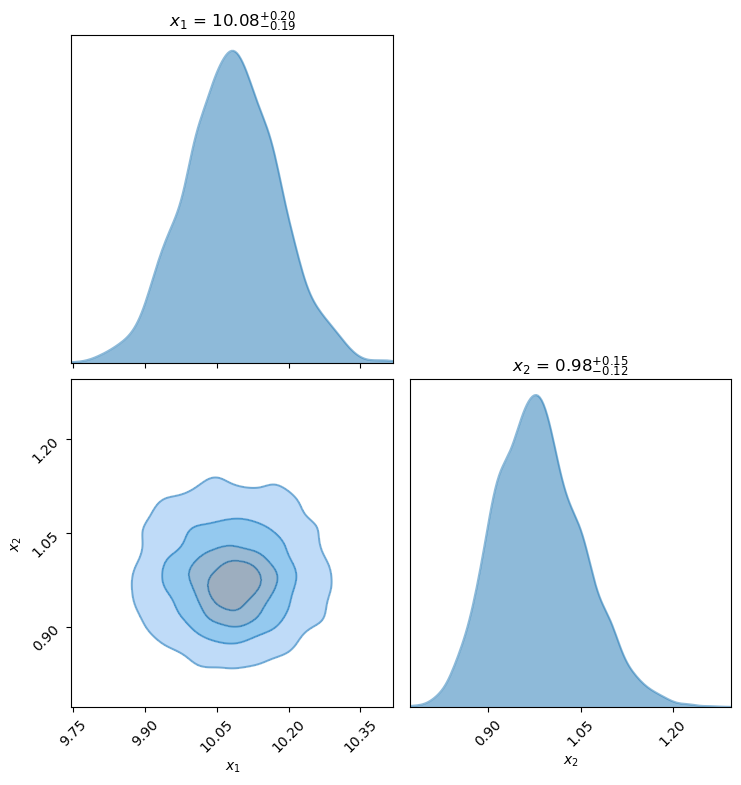 x₁ = 10.08⁺⁰·²⁰₋₀.₁₉
x₂ = 0.98⁺⁰·¹⁵₋₀.₁₂
1.20
1.05
0.90
x₂
9.75
9.90
10.05
10.20
10.35
x₁
0.90
1.05
1.20
x₂